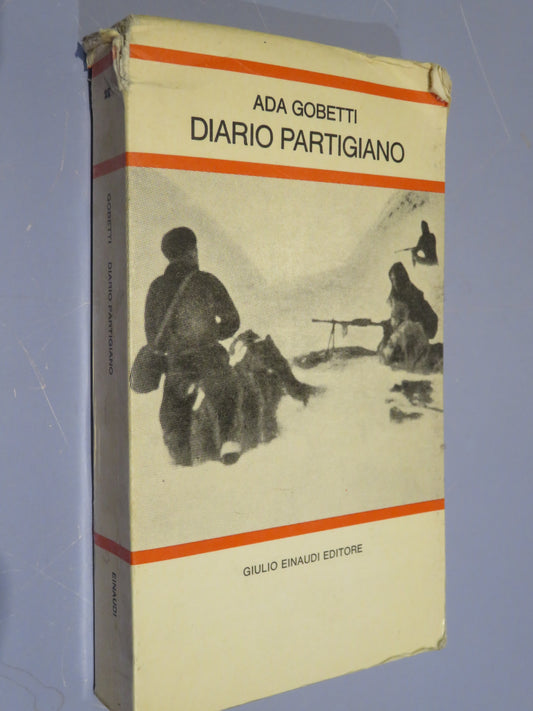 ADA GOBETTI
DIARIO PARTIGIANO
GIULIO EINAUDI EDITORE
GOBETTI DIARIO PARTIGIANO
EINAUDI